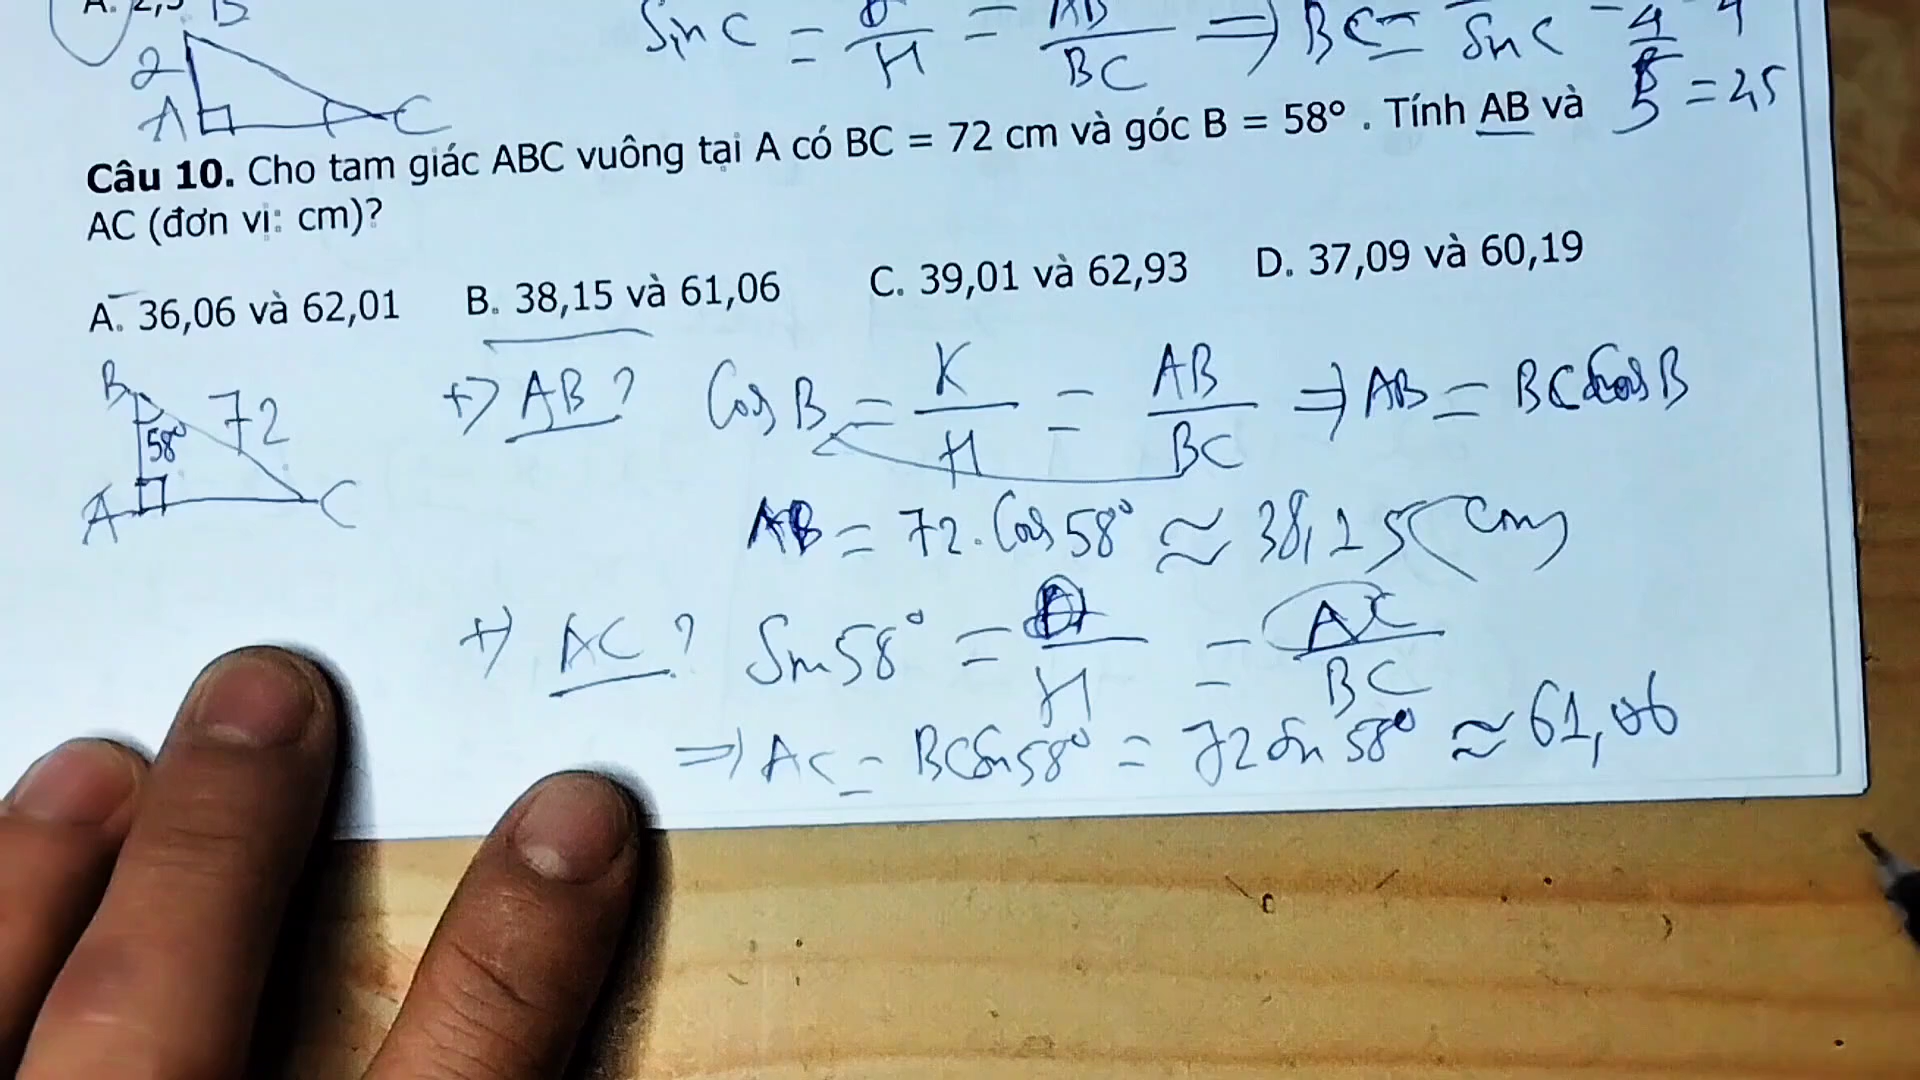 A. 2,5
B
2
A
C
Sin C = Đ/H = AB/BC => BC = / Sin C
4/5 = 2,5
Câu 10. Cho tam giác ABC vuông tại A có BC = 72 cm và góc B = 58° . Tính AB và
AC (đơn vị: cm)?
A. 36,06 và 62,01 B. 38,15 và 61,06 C. 39,01 và 62,93 D. 37,09 và 60,19
B
58°
72
A
C
+) AB? Cos B = K/H = AB/BC => AB = BC Cos B
AB = 72. Cos 58° ≈ 38,15 (cm)
+) AC? Sin 58° = Đ/H = AC/BC
=> AC = BC Sin 58° = 72 Sin 58° ≈ 61,06